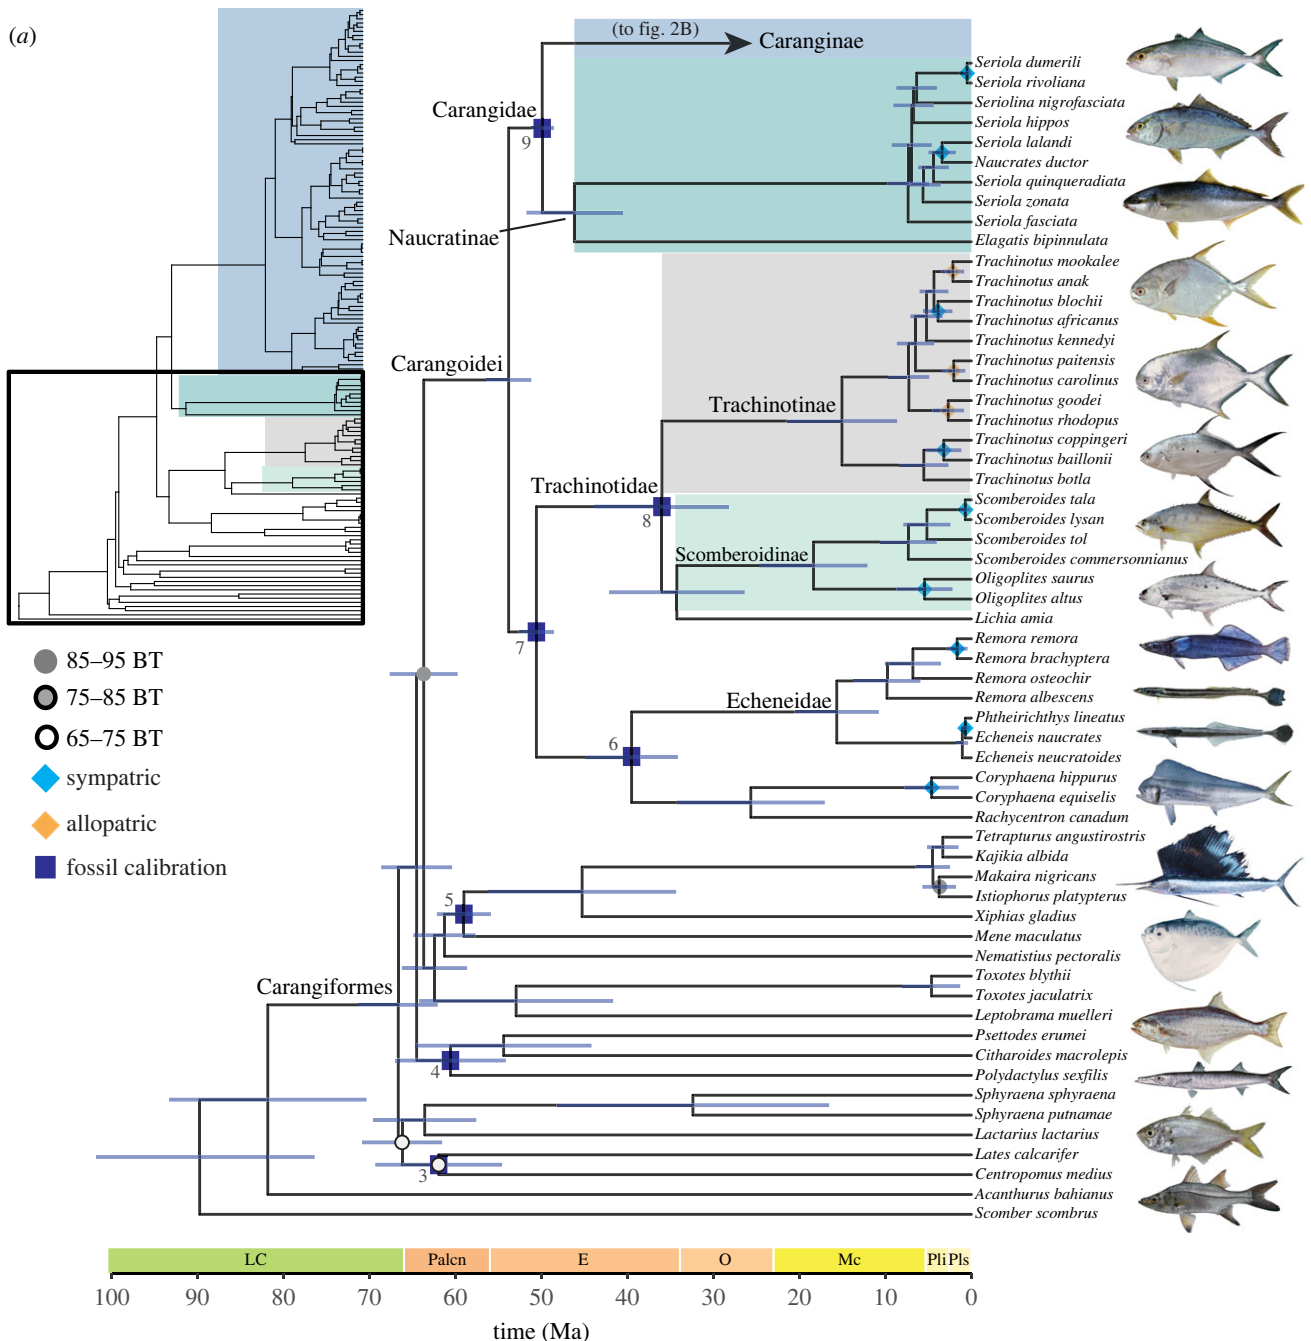 (a)
(to fig. 2B)
Caranginae
Seriola dumerili
Seriola rivoliana
Seriolina nigrofasciata
Carangidae
Seriola hippos
9
Seriola lalandi
Naucrates ductor
Seriola quinqueradiata
Seriola zonata
Seriola fasciata
Naucratinae
Elagatis bipinnulata
Trachinotus mookalee
Trachinotus anak
Trachinotus blochii
Trachinotus africanus
Trachinotus kennedyi
Carangoidei
Trachinotus paitensis
Trachinotus carolinus
Trachinotinae
Trachinotus goodei
Trachinotus rhodopus
Trachinotus coppingeri
Trachinotus baillonii
Trachinotidae
Trachinotus botla
8
Scomberoides tala
Scomberoides lysan
Scomberoides tol
Scomberoidinae
Scomberoides commersonnianus
Oligoplites saurus
Oligoplites altus
Lichia amia
7
Remora remora
Remora brachyptera
Remora osteochir
Echeneidae
Remora albescens
Phtheirichthys lineatus
6
Echeneis naucrates
Echeneis neucratoides
Coryphaena hippurus
Coryphaena equiselis
Rachycentron canadum
Tetrapturus angustirostris
Kajikia albida
Makaira nigricans
Istiophorus platypterus
5
Xiphias gladius
Mene maculatus
Nematistius pectoralis
Carangiformes
Toxotes blythii
Toxotes jaculatrix
Leptobrama muelleri
Psettodes erumei
Citharoides macrolepis
4
Polydactylus sexfilis
Sphyraena sphyraena
Sphyraena putnamae
Lactarius lactarius
Lates calcarifer
3
Centropomus medius
Acanthurus bahianus
Scomber scombrus
85–95 BT
75–85 BT
65–75 BT
sympatric
allopatric
fossil calibration
LC Palcn E O Mc Pli Pls
100 90 80 70 60 50 40 30 20 10 0
time (Ma)